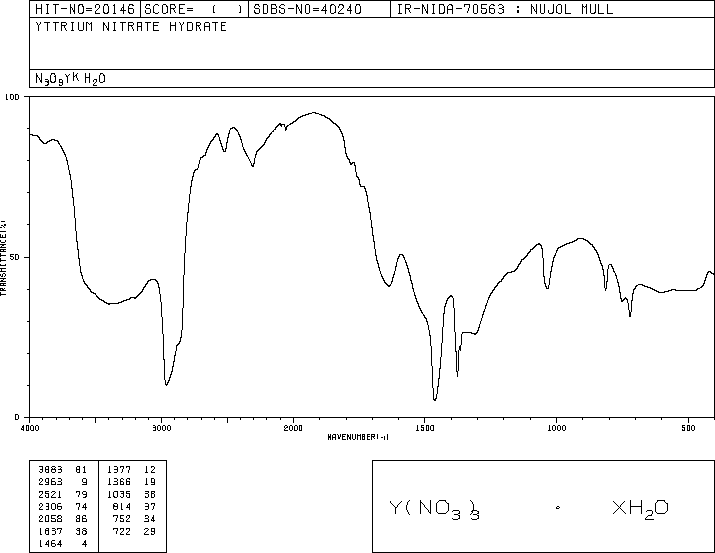 HIT-NO=20146 SCORE= ( ) SDBS-NO=40240 IR-NIDA-70563 : NUJOL MULL
YTTRIUM NITRATE HYDRATE
N3O9YK H2O
100
50
0
TRANSMITTANCE(%)
4000 3000 2000 1500 1000 500
WAVENUMBER(-1)
3883 81 1377 12
2963 9 1366 19
2521 79 1035 38
2306 74 814 37
2058 86 752 34
1637 38 722 29
1464 4
Y(NO3)3 · XH2O